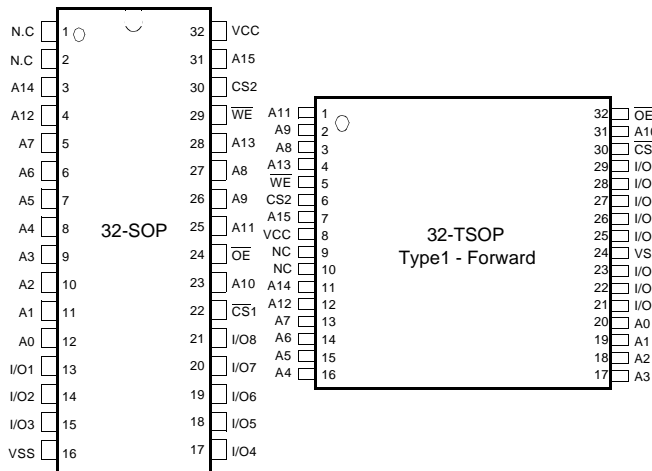 N.C 1 32 VCC
N.C 2 31 A15
A14 3 30 CS2
A12 4 29 W̅E̅
A7 5 28 A13
A6 6 27 A8
A5 7 26 A9
A4 8 25 A11
32-SOP
A3 9 24 O̅E̅
A2 10 23 A10
A1 11 22 C̅S̅1
A0 12 21 I/O8
I/O1 13 20 I/O7
I/O2 14 19 I/O6
I/O3 15 18 I/O5
VSS 16 17 I/O4
A11 1 32 O̅E̅
A9 2 31 A10
A8 3 30 C̅S̅
A13 4 29 I/O
W̅E̅ 5 28 I/O
CS2 6 27 I/O
A15 7 26 I/O
VCC 8 25 I/O
32-TSOP
Type1 - Forward
NC 9 24 VS
NC 10 23 I/O
A14 11 22 I/O
A12 12 21 I/O
A7 13 20 A0
A6 14 19 A1
A5 15 18 A2
A4 16 17 A3